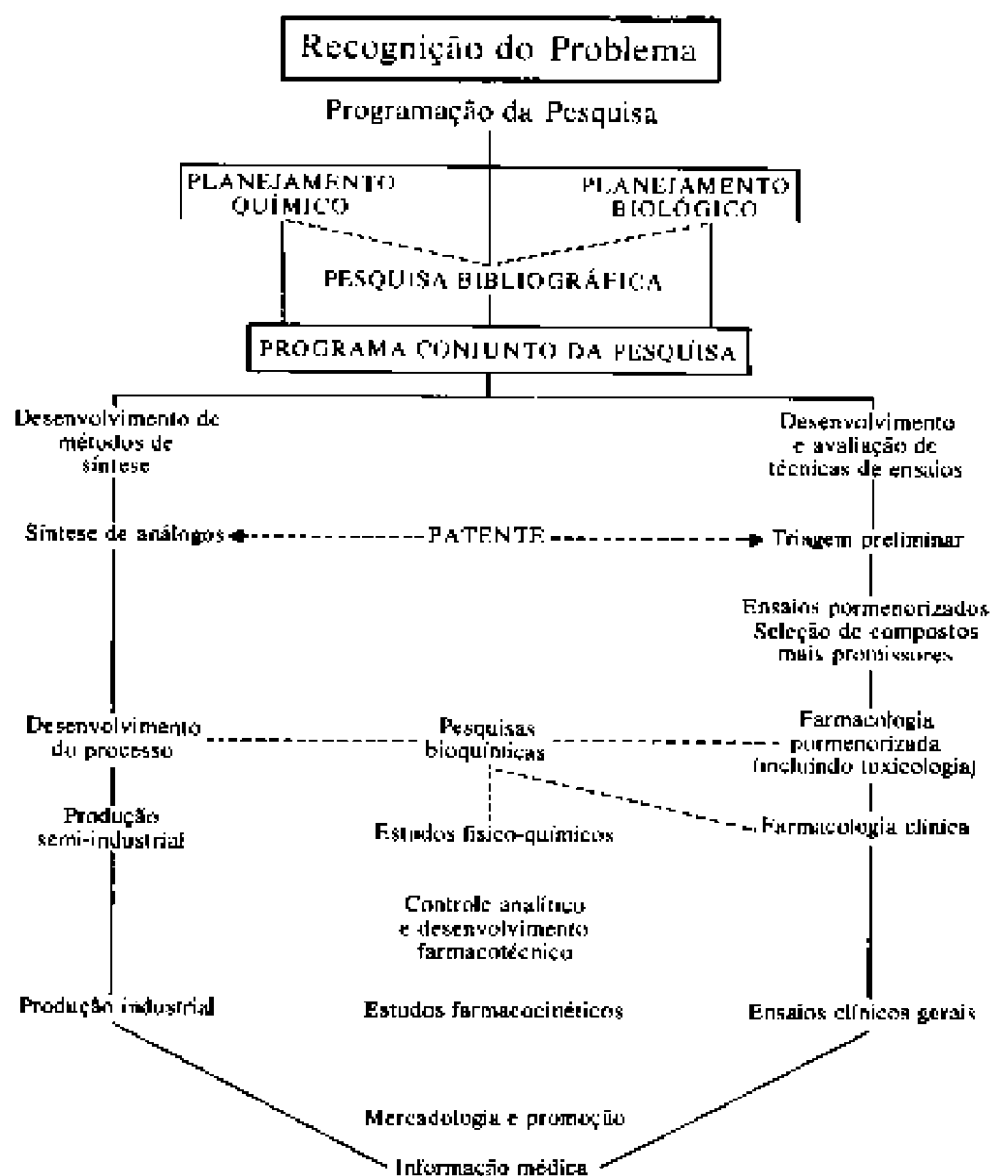 Recognição do Problema
Programação da Pesquisa
PLANEJAMENTO
QUÍMICO
PLANEJAMENTO
BIOLÓGICO
PESQUISA BIBLIOGRÁFICA
PROGRAMA CONJUNTO DA PESQUISA
Desenvolvimento de
métodos de
síntese
Desenvolvimento
e avaliação de
técnicas de ensaios
Síntese de análogos
PATENTE
Triagem preliminar
Ensaios pormenorizados
Seleção de compostos
mais promissores
Desenvolvimento
do processo
Pesquisas
bioquímicas
Farmacologia
pormenorizada
(incluindo toxicologia)
Produção
semi-industrial
Estudos físico-químicos
Farmacologia clínica
Controle analítico
e desenvolvimento
farmacotécnico
Produção industrial
Estudos farmacocinéticos
Ensaios clínicos gerais
Mercadologia e promoção
Informação médica